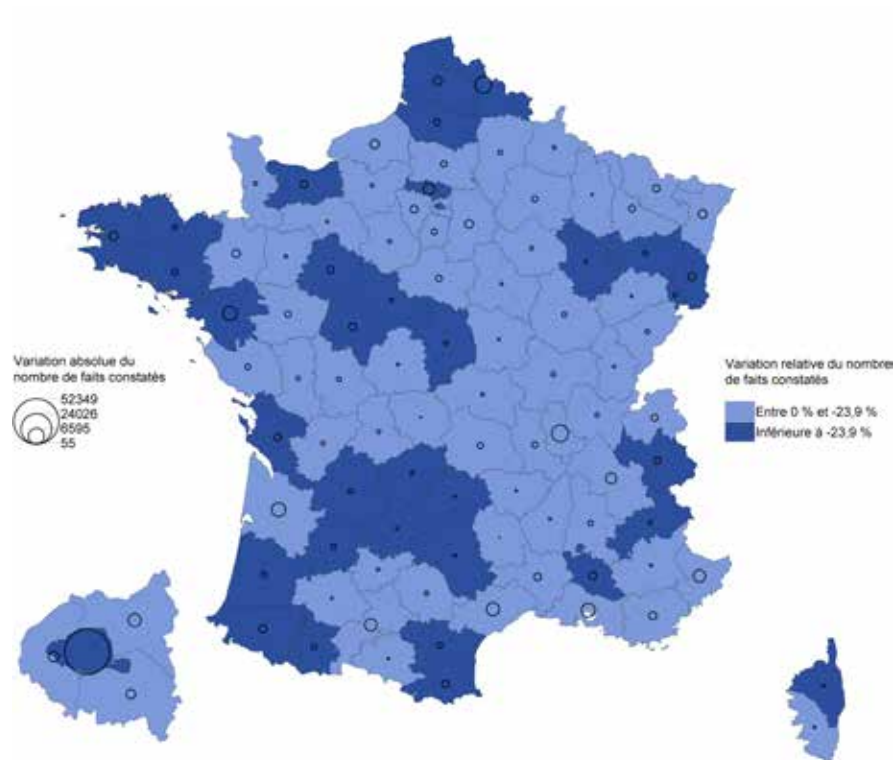 Variation absolue du
nombre de faits constatés
52349
24026
6595
55
Variation relative du nombre
de faits constatés
Entre 0 % et -23,9 %
Inférieure à -23,9 %